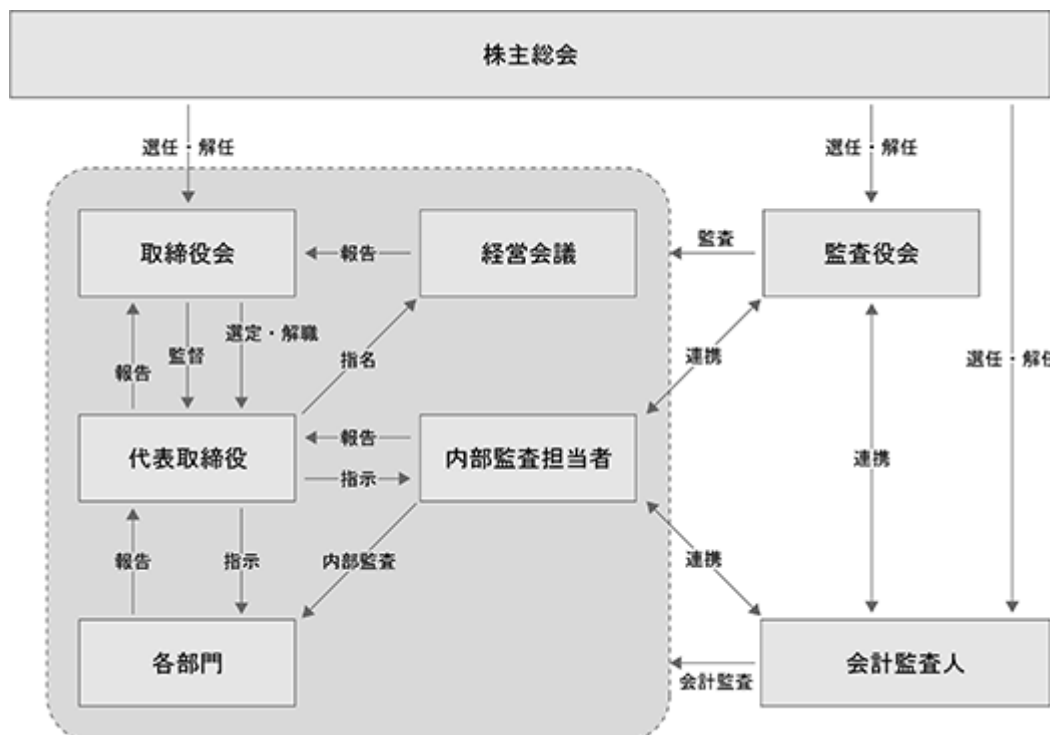 株主総会
選任・解任
選任・解任
取締役会
報告
経営会議
監査
監査役会
報告
監督
選定・解職
指名
連携
選任・解任
代表取締役
報告
指示
内部監査担当者
連携
報告
指示
内部監査
連携
各部門
会計監査
会計監査人